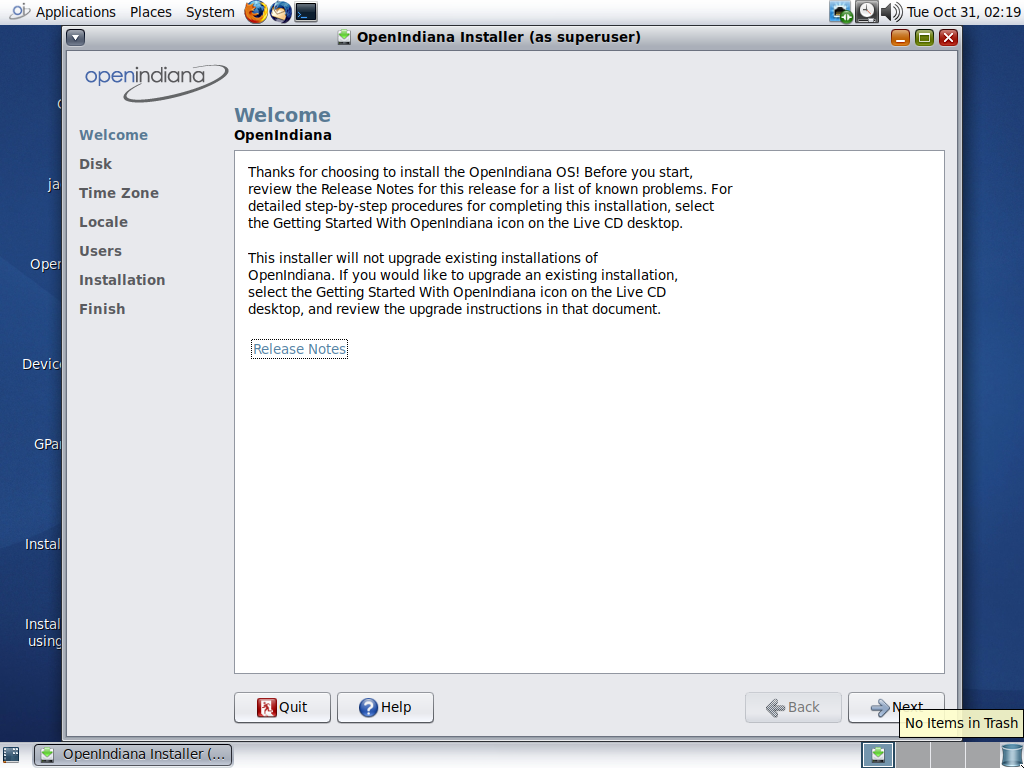 Applications Places System
Tue Oct 31, 02:19
OpenIndiana Installer (as superuser)
openindiana
Welcome
OpenIndiana
Welcome
Disk
Time Zone
Locale
Users
Installation
Finish
Thanks for choosing to install the OpenIndiana OS! Before you start,
review the Release Notes for this release for a list of known problems. For
detailed step-by-step procedures for completing this installation, select
the Getting Started With OpenIndiana icon on the Live CD desktop.
This installer will not upgrade existing installations of
OpenIndiana. If you would like to upgrade an existing installation,
select the Getting Started With OpenIndiana icon on the Live CD
desktop, and review the upgrade instructions in that document.
Release Notes
ja
Open
Devic
GPa
Instal
Instal
using
Quit Help Back Next
No Items in Trash
OpenIndiana Installer (...